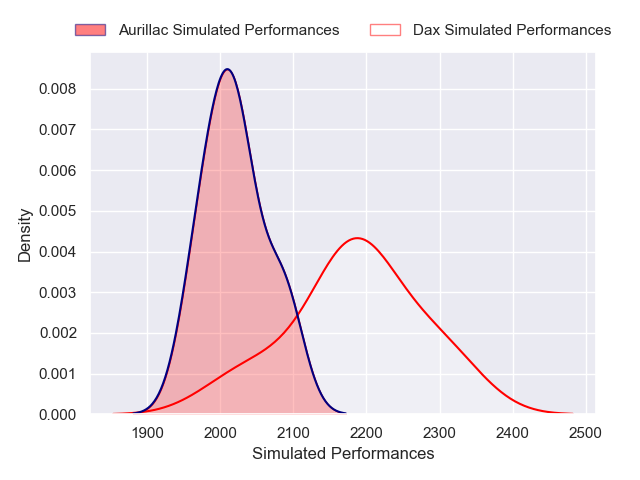 Aurillac Simulated Performances Dax Simulated Performances
0.008
0.007
0.006
0.005
0.004
0.003
0.002
0.001
0.000
Density
1900 2000 2100 2200 2300 2400 2500
Simulated Performances